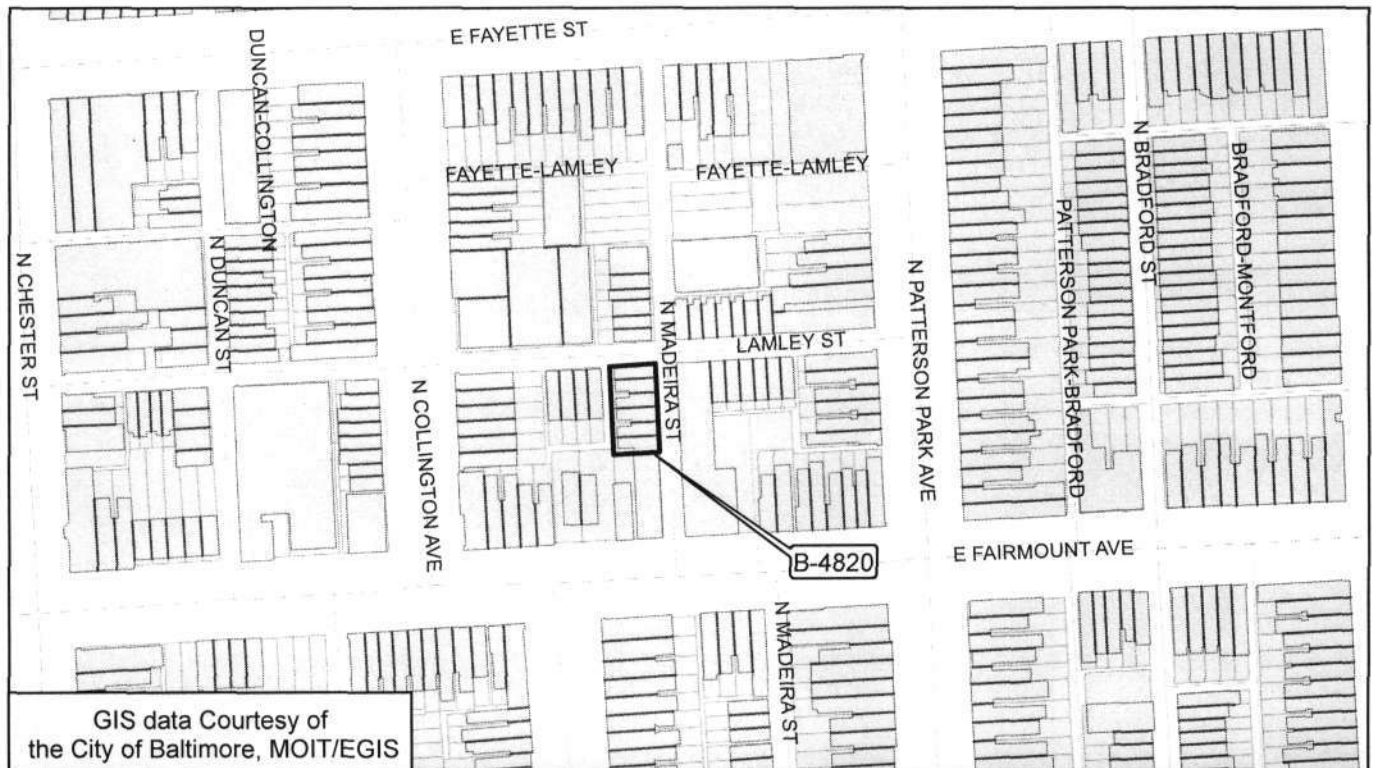 E FAYETTE ST
DUNCAN-COLLINGTON
FAYETTE-LAMLEY
FAYETTE-LAMLEY
N BRADFORD ST
BRADFORD-MONTFORD
PATTERSON PARK-BRADFORD
N CHESTER ST
N DUNCAN ST
N MADEIRA ST
LAMLEY ST
N PATTERSON PARK AVE
N COLLINGTON AVE
B-4820
E FAIRMOUNT AVE
N MADEIRA ST
GIS data Courtesy of
the City of Baltimore, MOIT/EGIS